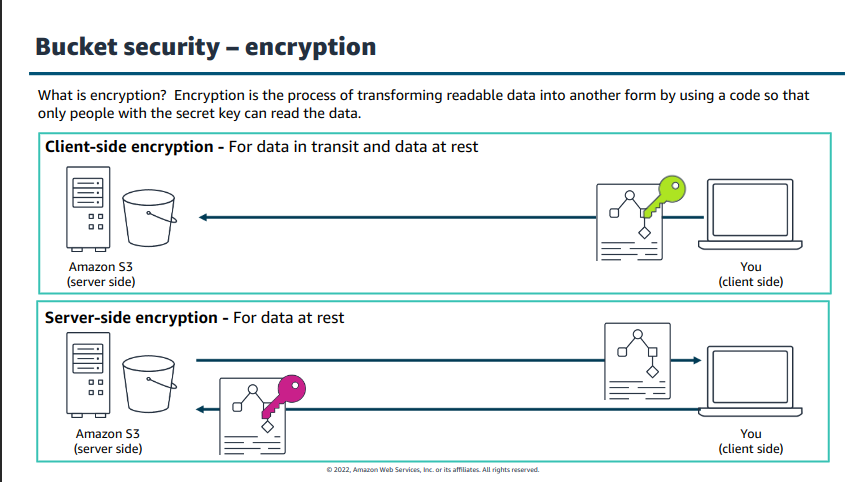 Bucket security – encryption
What is encryption?  Encryption is the process of transforming readable data into another form by using a code so that
only people with the secret key can read the data.
Client-side encryption - For data in transit and data at rest
Amazon S3
(server side)
You
(client side)
Server-side encryption - For data at rest
Amazon S3
(server side)
You
(client side)
© 2022, Amazon Web Services, Inc. or its affiliates. All rights reserved.